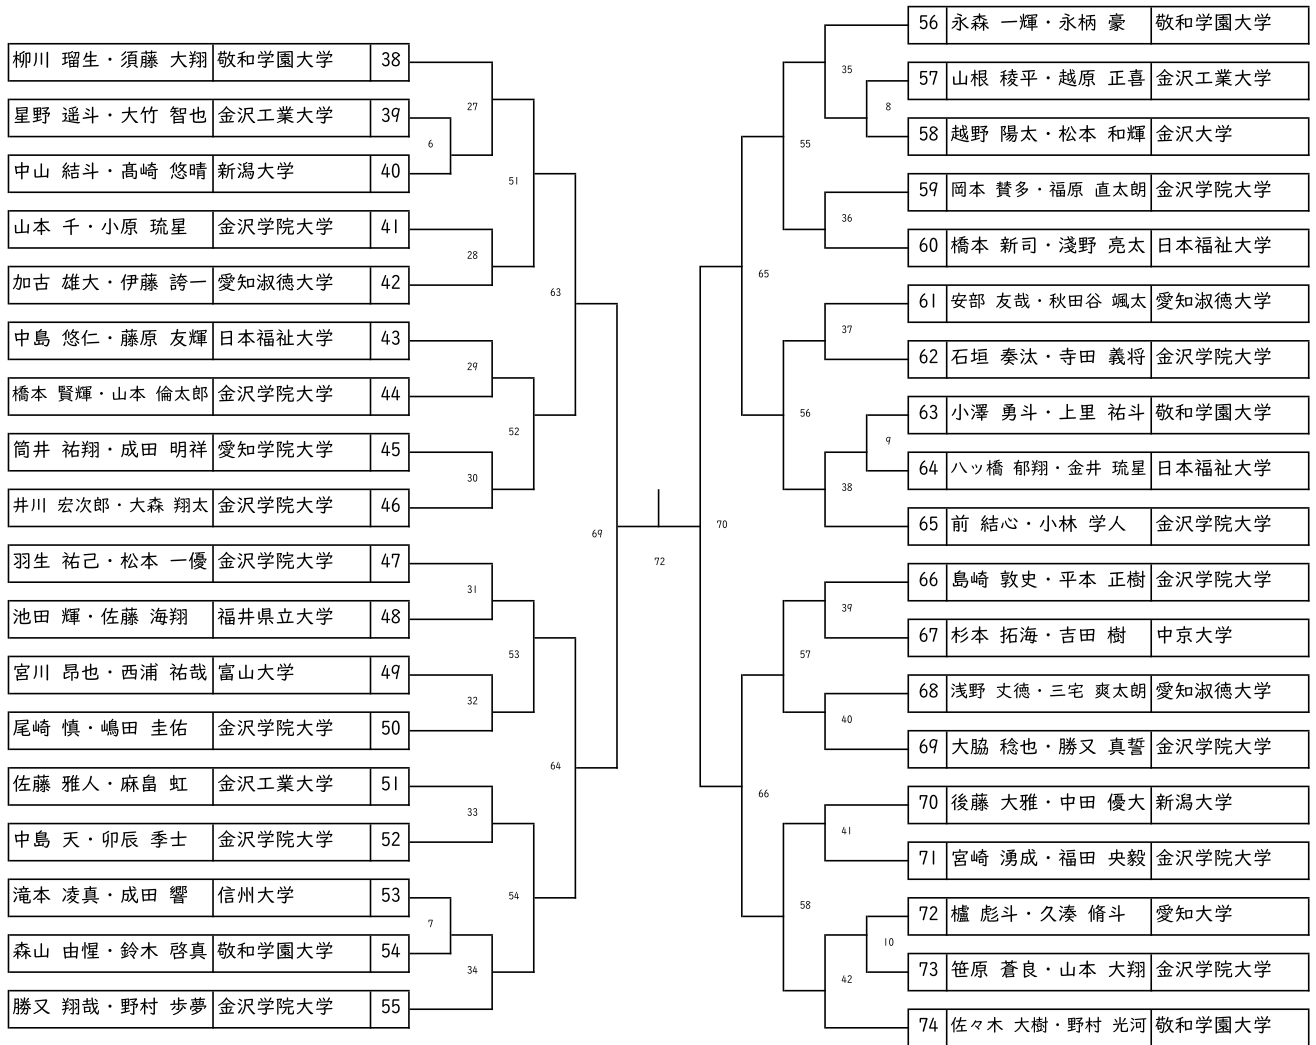 柳川 瑠生・須藤 大翔 敬和学園大学 38
星野 遥斗・大竹 智也 金沢工業大学 39
中山 結斗・髙崎 悠晴 新潟大学 40
山本 千・小原 琉星 金沢学院大学 41
加古 雄大・伊藤 誇一 愛知淑徳大学 42
中島 悠仁・藤原 友輝 日本福祉大学 43
橋本 賢輝・山本 倫太郎 金沢学院大学 44
筒井 祐翔・成田 明祥 愛知学院大学 45
井川 宏次郎・大森 翔太 金沢学院大学 46
羽生 祐己・松本 一優 金沢学院大学 47
池田 輝・佐藤 海翔 福井県立大学 48
宮川 昂也・西浦 祐哉 富山大学 49
尾崎 慎・嶋田 圭佑 金沢学院大学 50
佐藤 雅人・麻畠 虹 金沢工業大学 51
中島 天・卯辰 季士 金沢学院大学 52
滝本 凌真・成田 響 信州大学 53
森山 由惺・鈴木 啓真 敬和学園大学 54
勝又 翔哉・野村 歩夢 金沢学院大学 55
6
7
27
28
29
30
31
32
33
34
51
52
53
54
63
64
69
72
70
65
66
55
56
57
58
35
36
37
38
39
40
41
42
8
9
10
56 永森 一輝・永柄 豪 敬和学園大学
57 山根 稜平・越原 正喜 金沢工業大学
58 越野 陽太・松本 和輝 金沢大学
59 岡本 賛多・福原 直太朗 金沢学院大学
60 橋本 新司・淺野 亮太 日本福祉大学
61 安部 友哉・秋田谷 颯太 愛知淑徳大学
62 石垣 奏汰・寺田 義将 金沢学院大学
63 小澤 勇斗・上里 祐斗 敬和学園大学
64 八ッ橋 郁翔・金井 琉星 日本福祉大学
65 前 結心・小林 学人 金沢学院大学
66 島崎 敦史・平本 正樹 金沢学院大学
67 杉本 拓海・吉田 樹 中京大学
68 浅野 丈徳・三宅 爽太朗 愛知淑徳大学
69 大脇 稔也・勝又 真誓 金沢学院大学
70 後藤 大雅・中田 優大 新潟大学
71 宮崎 湧成・福田 央毅 金沢学院大学
72 櫨 彪斗・久湊 脩斗 愛知大学
73 笹原 蒼良・山本 大翔 金沢学院大学
74 佐々木 大樹・野村 光河 敬和学園大学